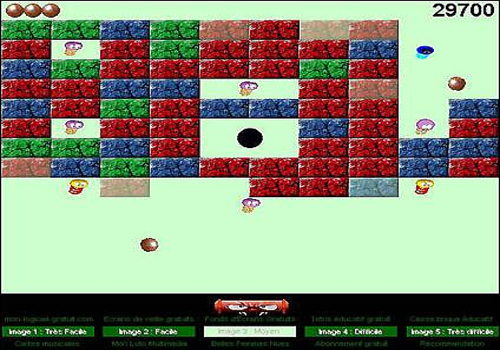 29700
mon-logiciel-gratuit.com Ecrans de veille gratuits Fonds d'Ecrans Gratuits Tetris éducatif gratuit Casse brique éducatif
Image 1 : Très Facile Image 2 : Facile Image 3 : Moyen Image 4 : Difficile Image 5 : Très difficile
Cartes musicales Mon Loto Multimédia Belles Femmes Nues Abonnement gratuit Recommandation